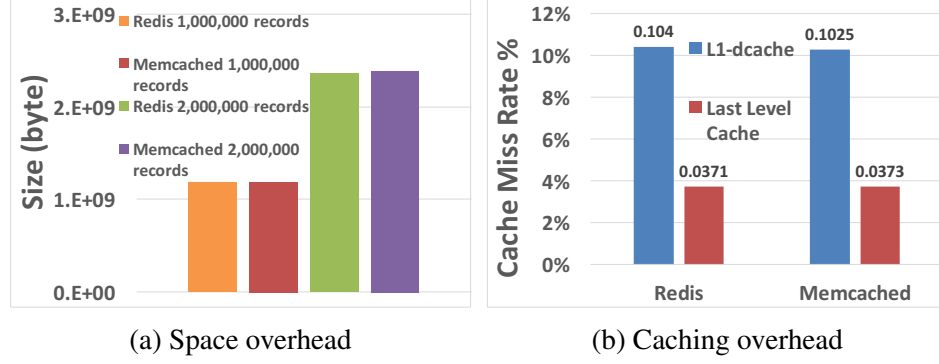 3.E+09
2.E+09
1.E+09
0.E+00
Size (byte)
Redis 1,000,000
records
Memcached 1,000,000
records
Redis 2,000,000 records
Memcached 2,000,000
records
(a) Space overhead
12%
10%
8%
6%
4%
2%
0%
Cache Miss Rate %
0.104
0.1025
L1-dcache
Last Level
Cache
0.0371
0.0373
Redis
Memcached
(b) Caching overhead